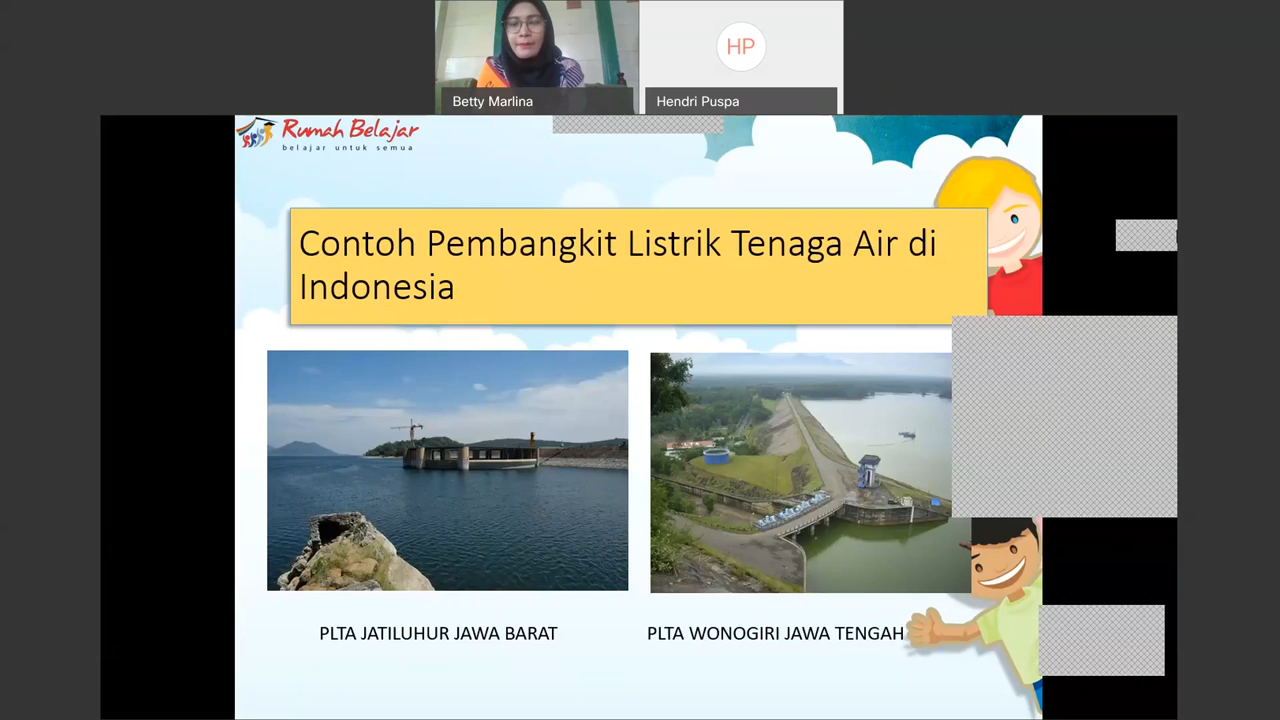 HP
Betty Marlina
Hendri Puspa
Rumah Belajar
belajar untuk semua
Contoh Pembangkit Listrik Tenaga Air di
Indonesia
PLTA JATILUHUR JAWA BARAT
PLTA WONOGIRI JAWA TENGAH